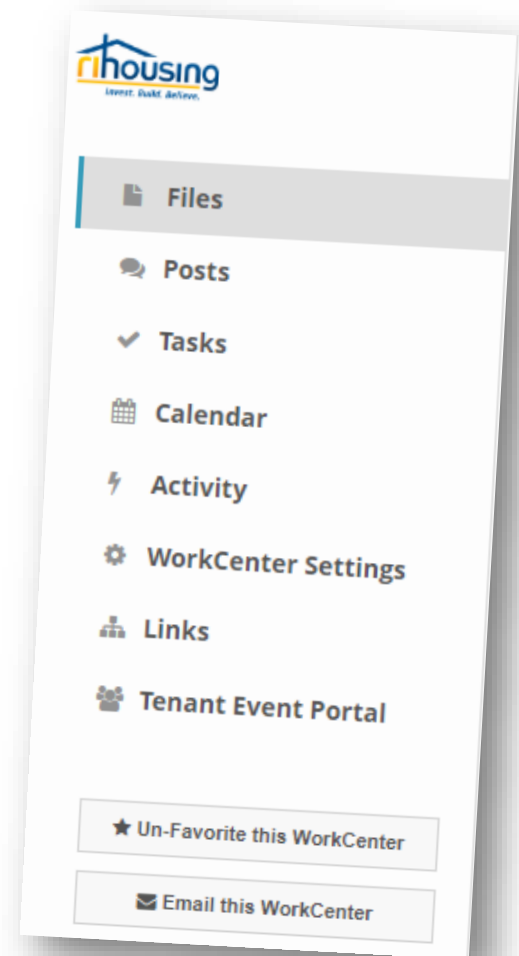 rihousing
Invest. Build. Believe.
Files
Posts
Tasks
Calendar
Activity
WorkCenter Settings
Links
Tenant Event Portal
Un-Favorite this WorkCenter
Email this WorkCenter